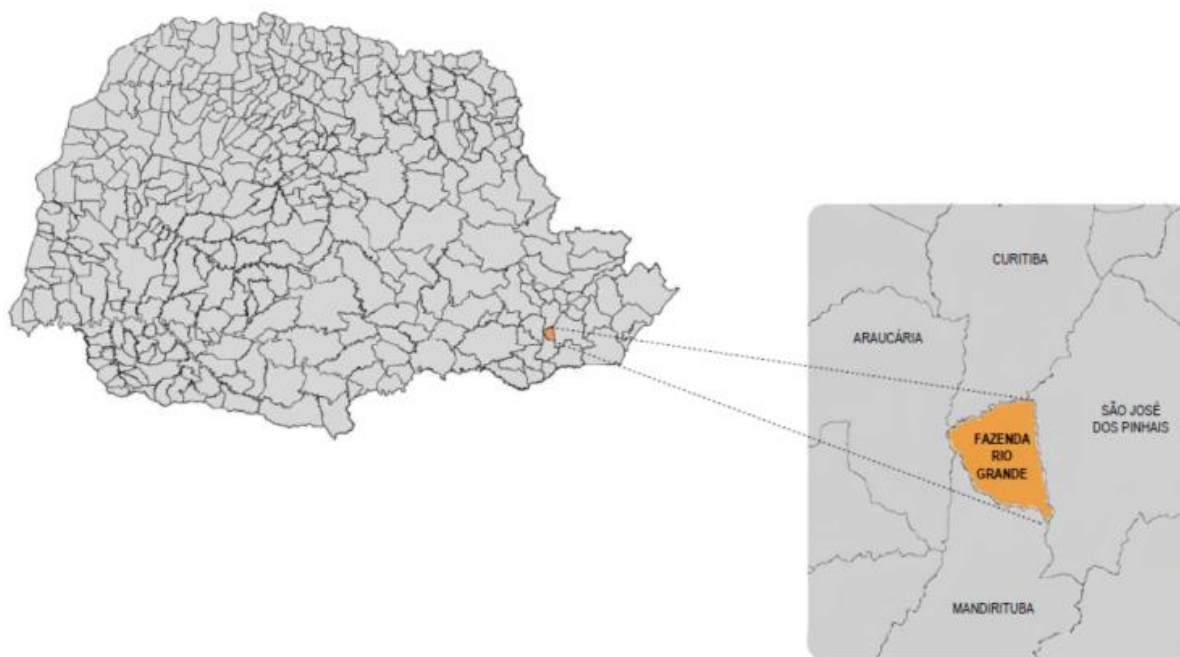 CURITIBA
ARAUCÁRIA
SÃO JOSÉ
DOS PINHAIS
FAZENDA
RIO
GRANDE
MANDIRITUBA